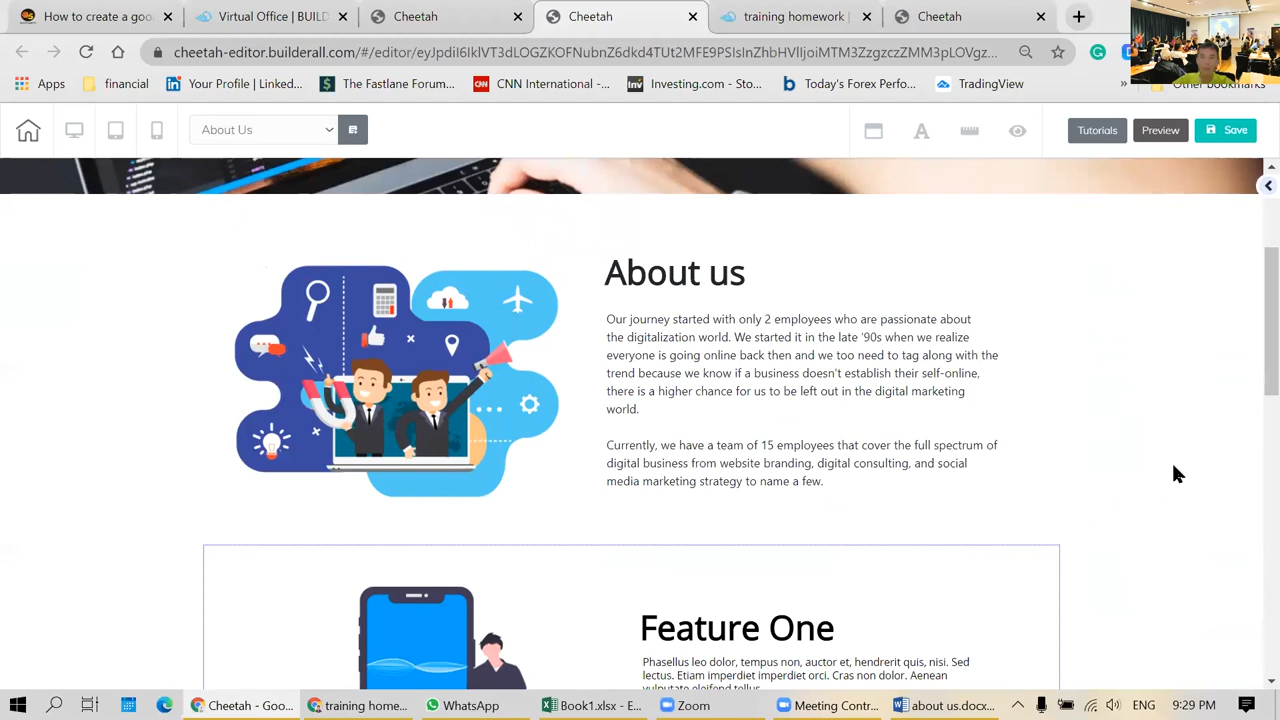 How to choose a good
Virtual Office | BUILD
Cheetah
Cheetah
training homework
Cheetah
cheetah-editor.builderall.com/#/editor/
Apps
financial
Your Profile | Linked...
The Fastlane Forum...
CNN International -...
Investing.com - Sto...
Today's Forex Perfo...
TradingView
Other bookmarks
About Us
Tutorials
Preview
Save
About us
Our journey started with only 2 employees who are passionate about
the digitalization world. We started it in the late '90s when we realize
everyone is going online back then and we too need to tag along with the
trend because we know if a business doesn't establish their self-online,
there is a higher chance for us to be left out in the digital marketing
world.
Currently, we have a team of 15 employees that cover the full spectrum of
digital business from website branding, digital consulting, and social
media marketing strategy to name a few.
Feature One
Phasellus leo dolor, tempus non, auctor et, hendrerit quis, nisi. Sed
lectus. Etiam imperdiet imperdiet orci. Cras non dolor. Aenean
vulputate eleifend tellus.
Cheetah - Goo...
training home...
WhatsApp
Book1.xlsx - E...
Zoom
Meeting Contr...
about us.docx...
ENG
9:29 PM